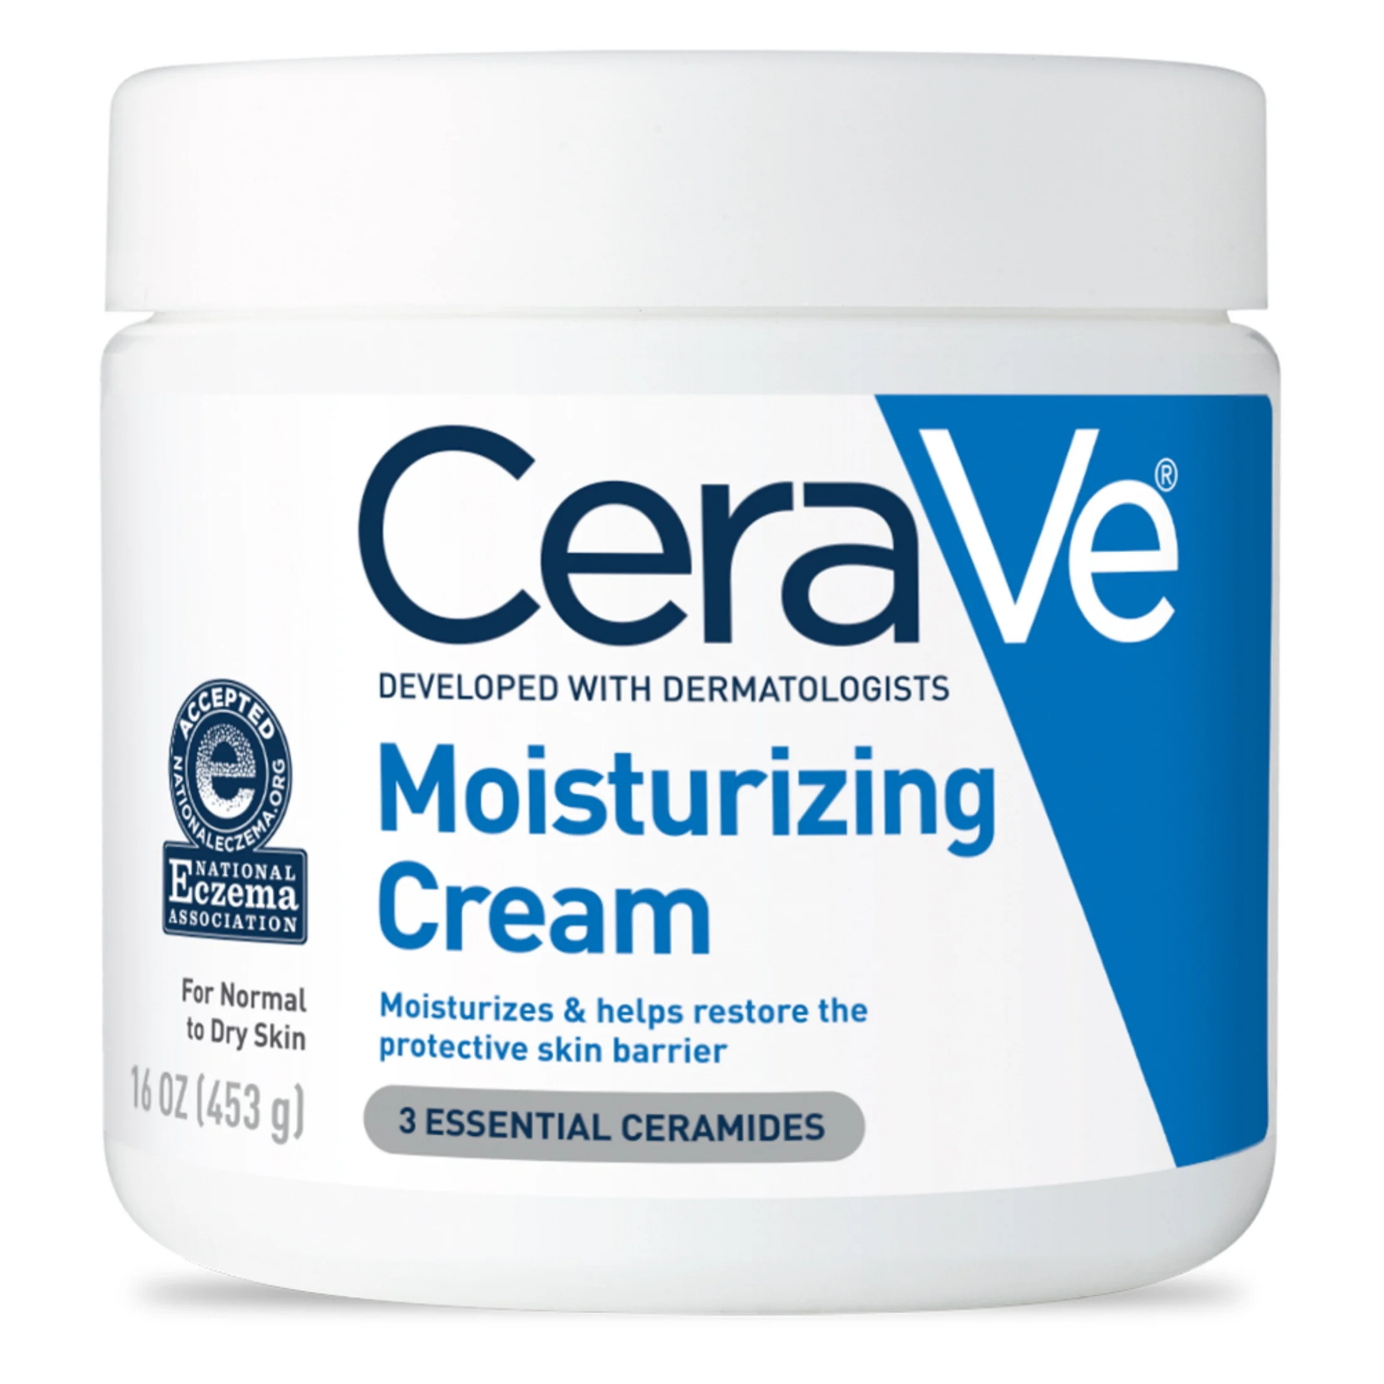 CeraVe®
DEVELOPED WITH DERMATOLOGISTS
Moisturizing
Cream
Moisturizes & helps restore the
protective skin barrier
3 ESSENTIAL CERAMIDES
ACCEPTED
e
NATIONALECZEMA.ORG
NATIONAL
Eczema
ASSOCIATION
For Normal
to Dry Skin
16 OZ (453 g)